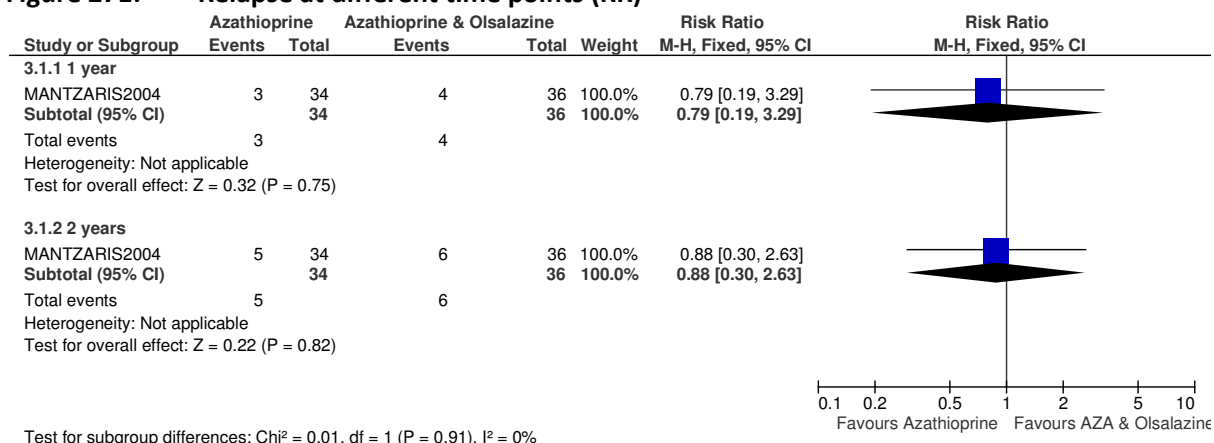 Figure 271: Relapse at different time points (RR)
Azathioprine Azathioprine & Olsalazine Risk Ratio Risk Ratio
Study or Subgroup Events Total Events Total Weight M-H, Fixed, 95% CI M-H, Fixed, 95% CI
3.1.1 1 year
MANTZARIS2004 3 34 4 36 100.0% 0.79 [0.19, 3.29]
Subtotal (95% CI) 34 36 100.0% 0.79 [0.19, 3.29]
Total events 3 4
Heterogeneity: Not applicable
Test for overall effect: Z = 0.32 (P = 0.75)
3.1.2 2 years
MANTZARIS2004 5 34 6 36 100.0% 0.88 [0.30, 2.63]
Subtotal (95% CI) 34 36 100.0% 0.88 [0.30, 2.63]
Total events 5 6
Heterogeneity: Not applicable
Test for overall effect: Z = 0.22 (P = 0.82)
0.1 0.2 0.5 1 2 5 10
Favours Azathioprine Favours AZA & Olsalazine
Test for subgroup differences: Chi² = 0.01, df = 1 (P = 0.91), I² = 0%